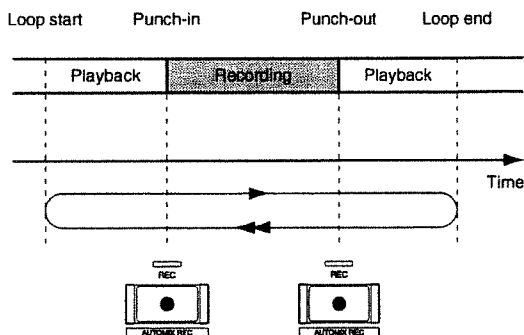 Loop start Punch-in Punch-out Loop end
Playback Recording Playback
Time
REC REC
AUTOMIX REC AUTOMIX REC